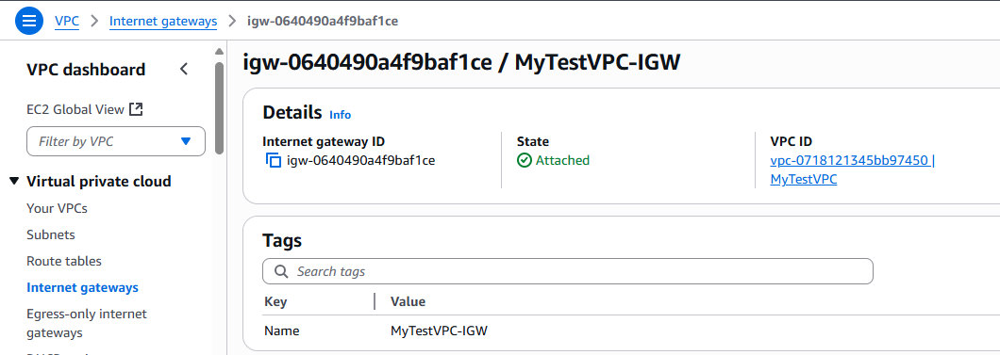 VPC > Internet gateways > igw-0640490a4f9baf1ce
VPC dashboard
EC2 Global View
Filter by VPC
Virtual private cloud
Your VPCs
Subnets
Route tables
Internet gateways
Egress-only internet
gateways
igw-0640490a4f9baf1ce / MyTestVPC-IGW
Details Info
Internet gateway ID
igw-0640490a4f9baf1ce
State
Attached
VPC ID
vpc-0718121345bb97450 |
MyTestVPC
Tags
Search tags
Key Value
Name MyTestVPC-IGW